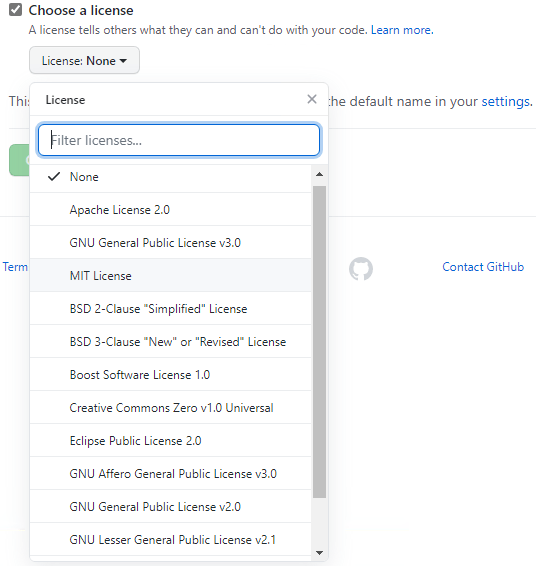 Choose a license
A license tells others what they can and can't do with your code. Learn more.
License: None
License
This
the default name in your settings.
Filter licenses...
None
Apache License 2.0
GNU General Public License v3.0
Term
Contact GitHub
MIT License
BSD 2-Clause "Simplified" License
BSD 3-Clause "New" or "Revised" License
Boost Software License 1.0
Creative Commons Zero v1.0 Universal
Eclipse Public License 2.0
GNU Affero General Public License v3.0
GNU General Public License v2.0
GNU Lesser General Public License v2.1